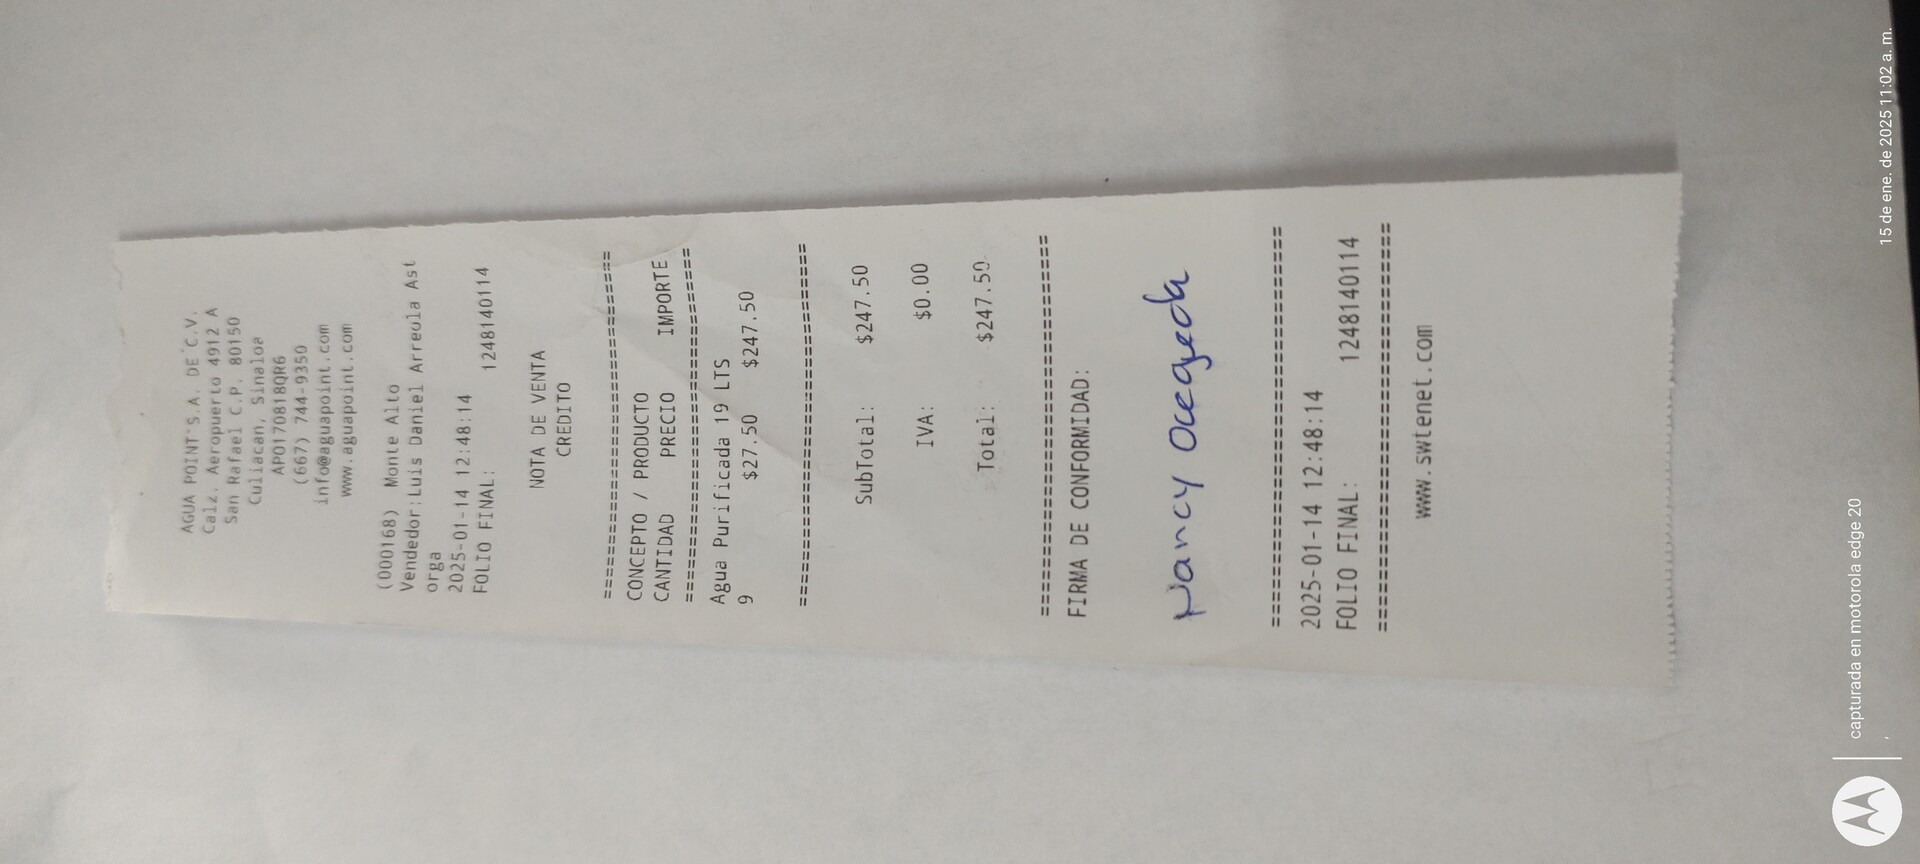 AGUA POINT'S.A. DE C.V.
Calz. Aeropuerto 4912 A
San Rafael C.P. 80150
Culiacan, Sinaloa
APO170818QR6
(667) 744-9350
info@aguapoint.com
www.aguapoint.com
(000168) Monte Alto
Vendedor:Luis Daniel Arreola Ast
orga
2025-01-14 12:48:14
FOLIO FINAL: 1248140114
NOTA DE VENTA
CREDITO
================================
CONCEPTO / PRODUCTO
CANTIDAD PRECIO IMPORTE
================================
Agua Purificada 19 LTS
9 $27.50 $247.50
================================
SubTotal: $247.50
IVA: $0.00
Total: $247.50
================================
FIRMA DE CONFORMIDAD:
Nancy Ocegueda
================================
2025-01-14 12:48:14
FOLIO FINAL: 1248140114
================================
www.swtenet.com
capturada en motorola edge 20
,
15 de ene. de 2025 11:02 a. m.